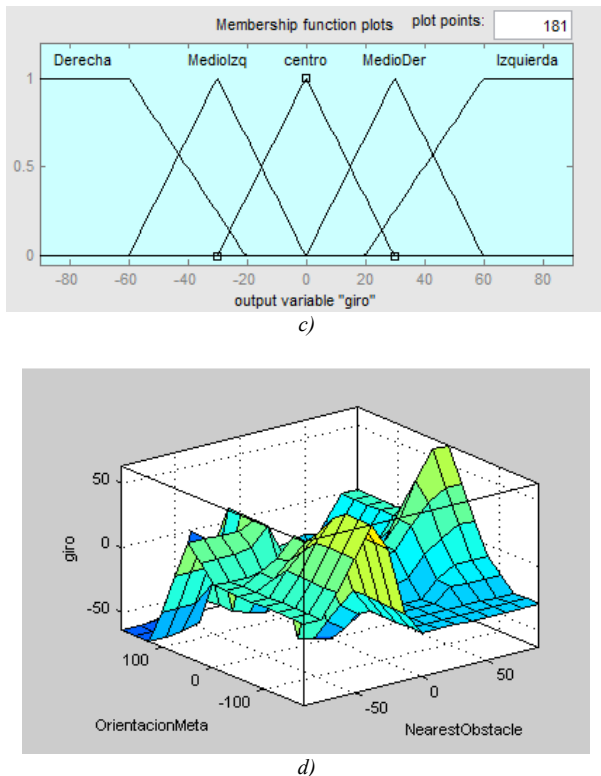 Membership function plots plot points: 181
Derecha MedioIzq centro MedioDer Izquierda
1
0.5
0
-80 -60 -40 -20 0 20 40 60 80
output variable "giro"
c)
50
0
-50
giro
100
0
-100
OrientacionMeta
-50
0
50
NearestObstacle
d)